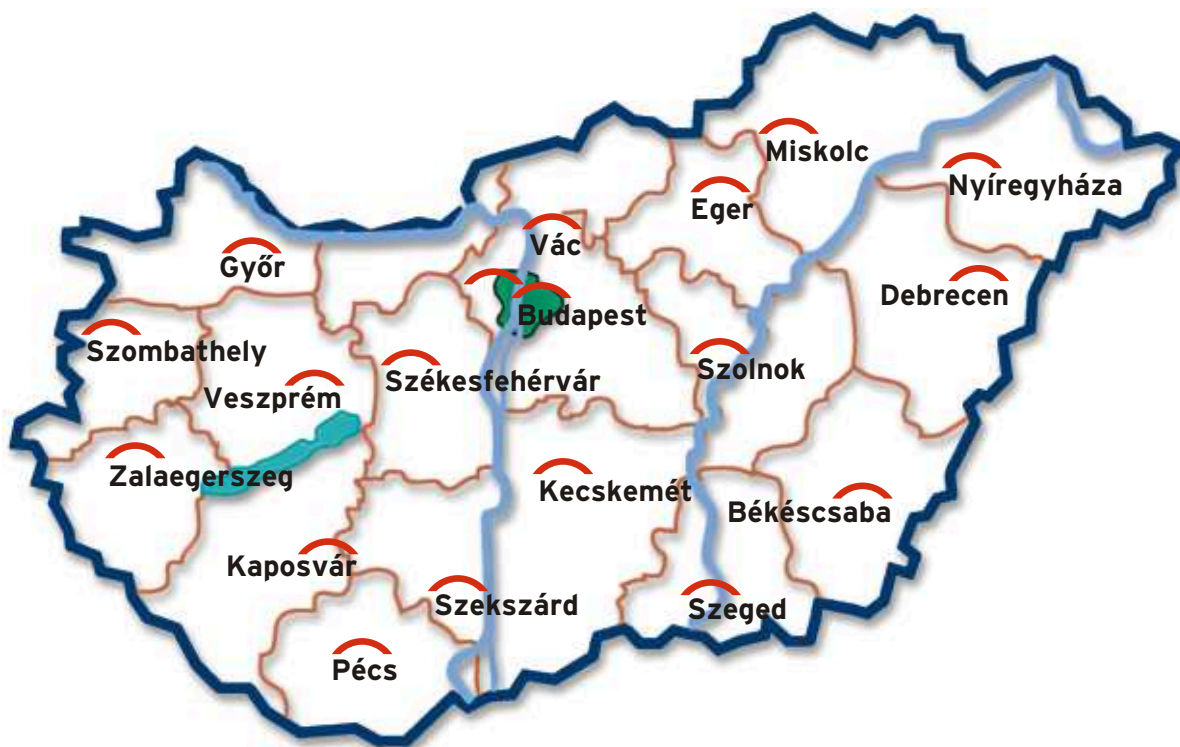 Miskolc
Nyíregyháza
Eger
Vác
Győr
Debrecen
Budapest
Szombathely
Székesfehérvár
Szolnok
Veszprém
Zalaegerszeg
Kecskemét
Békéscsaba
Kaposvár
Szekszárd
Szeged
Pécs